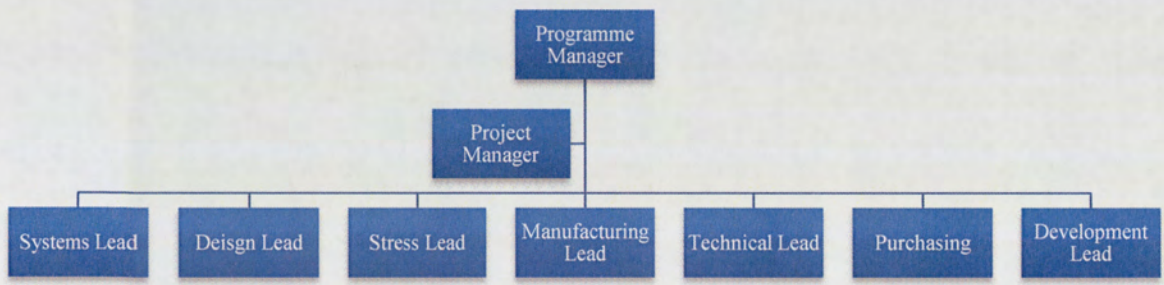 Programme
Manager
Project
Manager
Systems Lead
Deisgn Lead
Stress Lead
Manufacturing
Lead
Technical Lead
Purchasing
Development
Lead